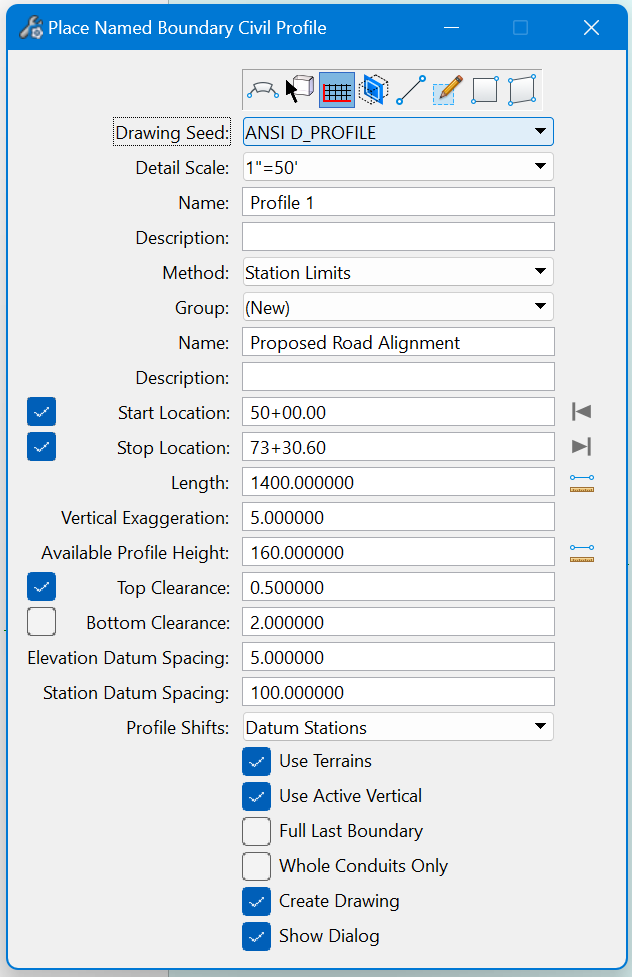 Place Named Boundary Civil Profile
Drawing Seed: ANSI D_PROFILE
Detail Scale: 1"=50'
Name: Profile 1
Description:
Method: Station Limits
Group: (New)
Name: Proposed Road Alignment
Description:
Start Location: 50+00.00
Stop Location: 73+30.60
Length: 1400.000000
Vertical Exaggeration: 5.000000
Available Profile Height: 160.000000
Top Clearance: 0.500000
Bottom Clearance: 2.000000
Elevation Datum Spacing: 5.000000
Station Datum Spacing: 100.000000
Profile Shifts: Datum Stations
Use Terrains
Use Active Vertical
Full Last Boundary
Whole Conduits Only
Create Drawing
Show Dialog